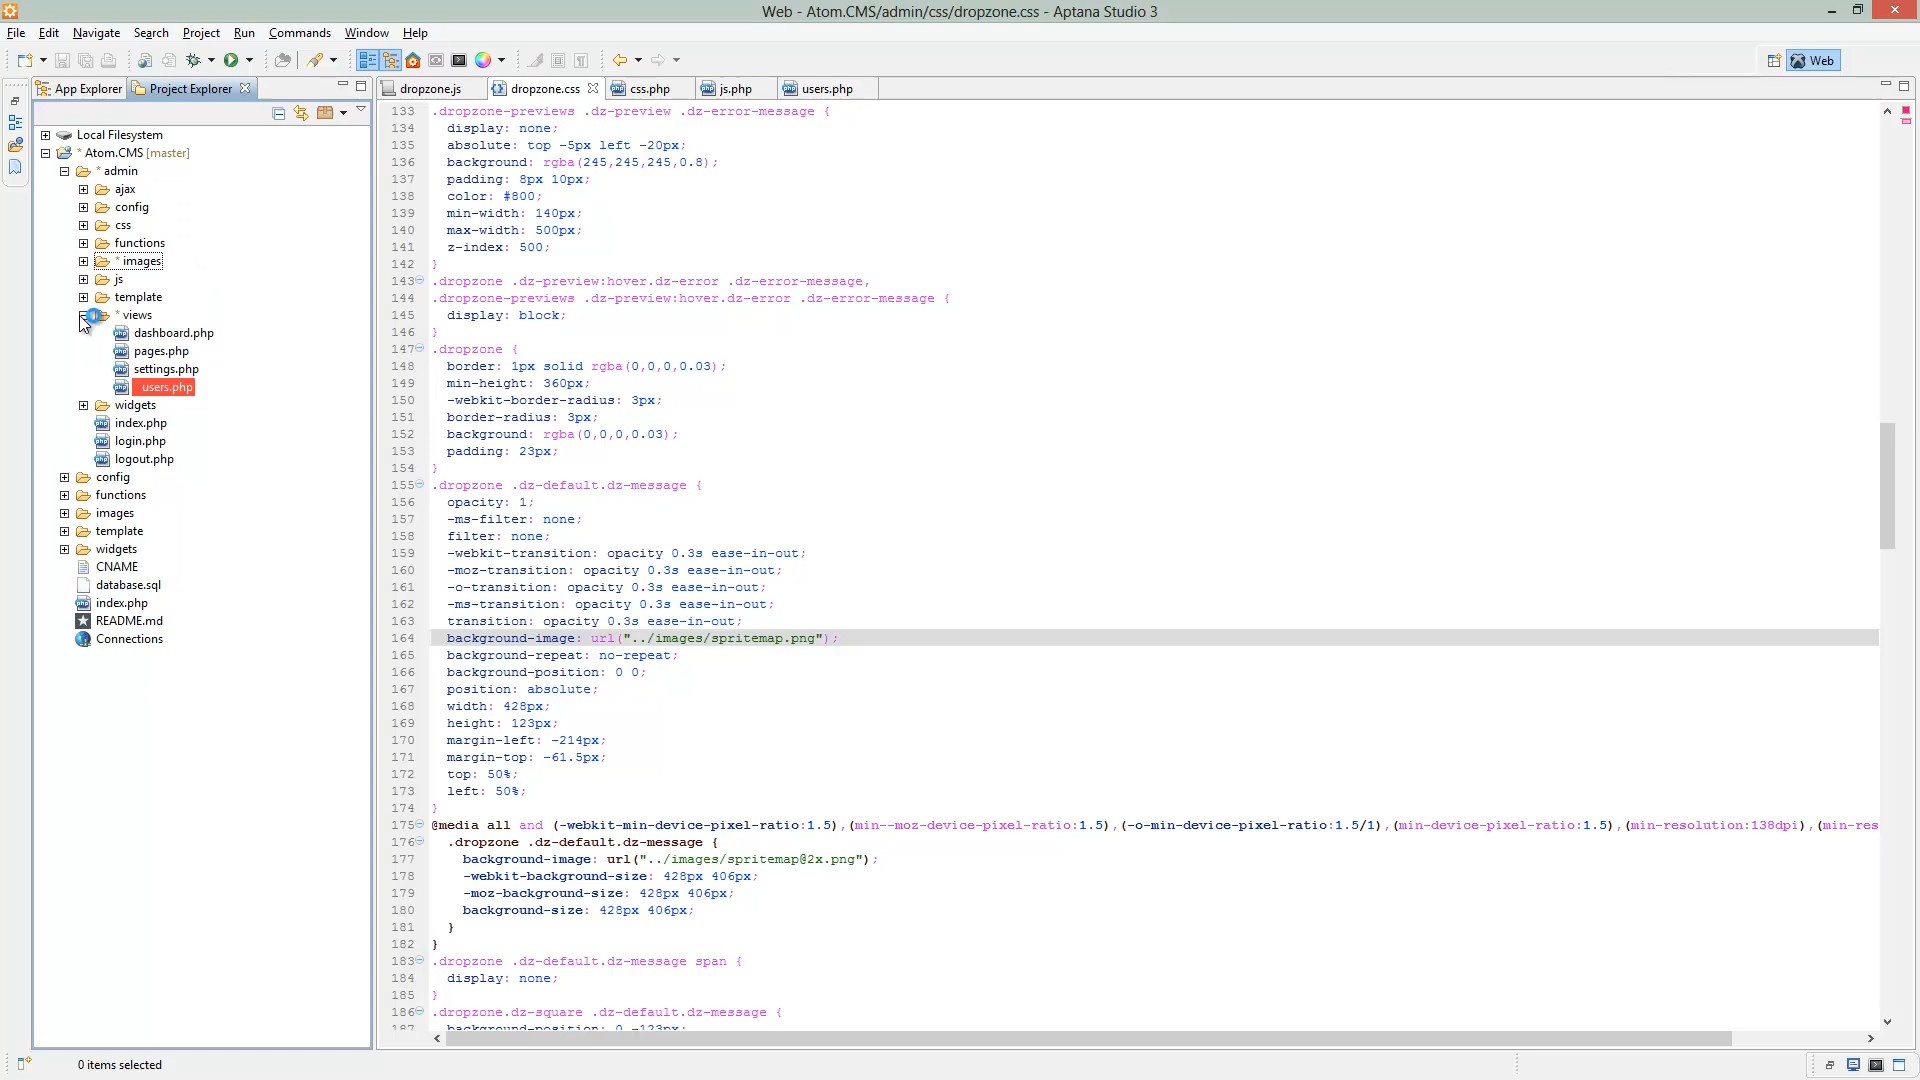 Web - Atom.CMS/admin/css/dropzone.css - Aptana Studio 3
File Edit Navigate Search Project Run Commands Window Help
Web
App Explorer Project Explorer
dropzone.js dropzone.css css.php js.php users.php
Local Filesystem
* Atom.CMS [master]
* admin
ajax
config
css
functions
* images
js
template
* views
dashboard.php
pages.php
settings.php
users.php
widgets
index.php
login.php
logout.php
config
functions
images
template
widgets
CNAME
database.sql
index.php
README.md
Connections
133 .dropzone-previews .dz-preview .dz-error-message {
134 display: none;
135 absolute: top -5px left -20px;
136 background: rgba(245,245,245,0.8);
137 padding: 8px 10px;
138 color: #800;
139 min-width: 140px;
140 max-width: 500px;
141 z-index: 500;
142 }
143 .dropzone .dz-preview:hover.dz-error .dz-error-message,
144 .dropzone-previews .dz-preview:hover.dz-error .dz-error-message {
145 display: block;
146 }
147 .dropzone {
148 border: 1px solid rgba(0,0,0,0.03);
149 min-height: 360px;
150 -webkit-border-radius: 3px;
151 border-radius: 3px;
152 background: rgba(0,0,0,0.03);
153 padding: 23px;
154 }
155 .dropzone .dz-default.dz-message {
156 opacity: 1;
157 -ms-filter: none;
158 filter: none;
159 -webkit-transition: opacity 0.3s ease-in-out;
160 -moz-transition: opacity 0.3s ease-in-out;
161 -o-transition: opacity 0.3s ease-in-out;
162 -ms-transition: opacity 0.3s ease-in-out;
163 transition: opacity 0.3s ease-in-out;
164 background-image: url("../images/spritemap.png");
165 background-repeat: no-repeat;
166 background-position: 0 0;
167 position: absolute;
168 width: 428px;
169 height: 123px;
170 margin-left: -214px;
171 margin-top: -61.5px;
172 top: 50%;
173 left: 50%;
174 }
175 @media all and (-webkit-min-device-pixel-ratio:1.5),(min--moz-device-pixel-ratio:1.5),(-o-min-device-pixel-ratio:1.5/1),(min-device-pixel-ratio:1.5),(min-resolution:138dpi),(min-res
176 .dropzone .dz-default.dz-message {
177 background-image: url("../images/spritemap@2x.png");
178 -webkit-background-size: 428px 406px;
179 -moz-background-size: 428px 406px;
180 background-size: 428px 406px;
181 }
182 }
183 .dropzone .dz-default.dz-message span {
184 display: none;
185 }
186 .dropzone.dz-square .dz-default.dz-message {
187 background-position: 0 -123px;
0 items selected